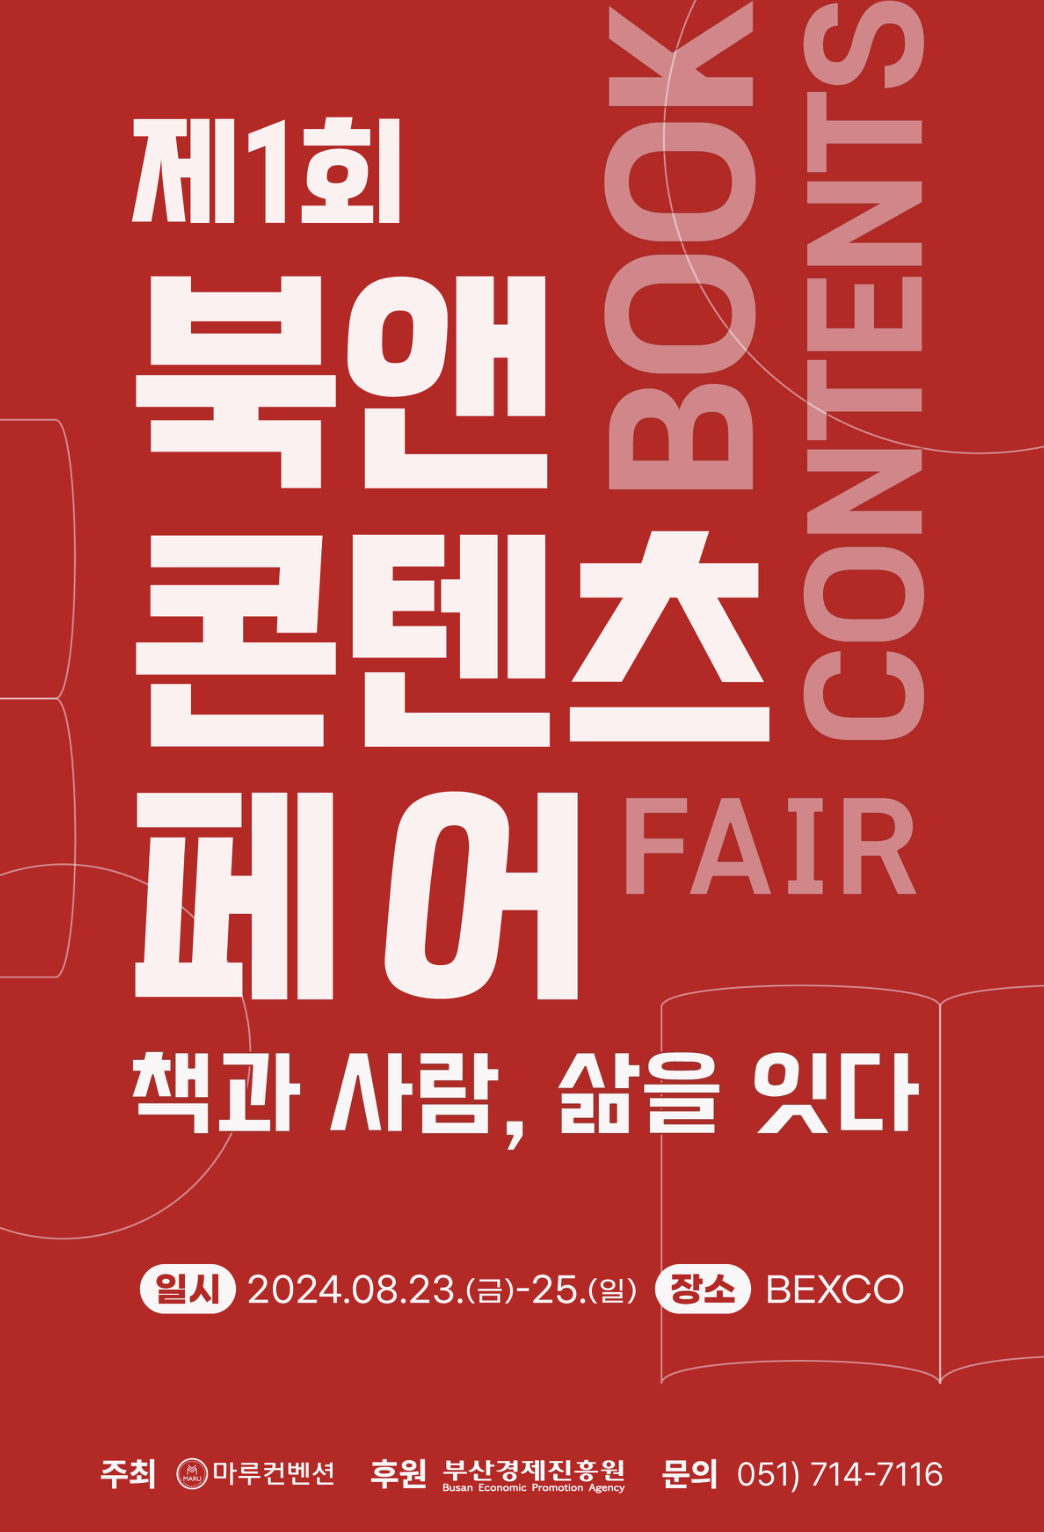 제1회
북앤
콘텐츠
페어
BOOK
CONTENTS
FAIR
책과 사람, 삶을 잇다
일시 2024.08.23.(금)-25.(일) 장소 BEXCO
주최 MARU 마루컨벤션 후원 부산경제진흥원 문의 051) 714-7116
Busan Economic Promotion Agency